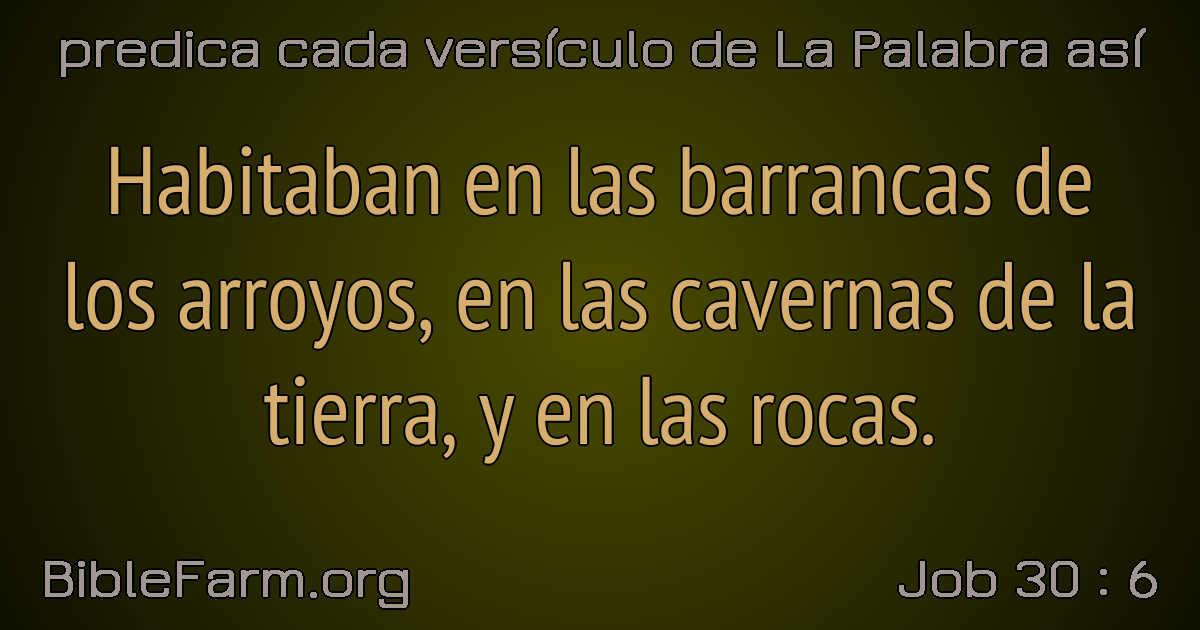 predica cada versículo de La Palabra así
Habitaban en las barrancas de
los arroyos, en las cavernas de la
tierra, y en las rocas.
BibleFarm.org
Job 30 : 6